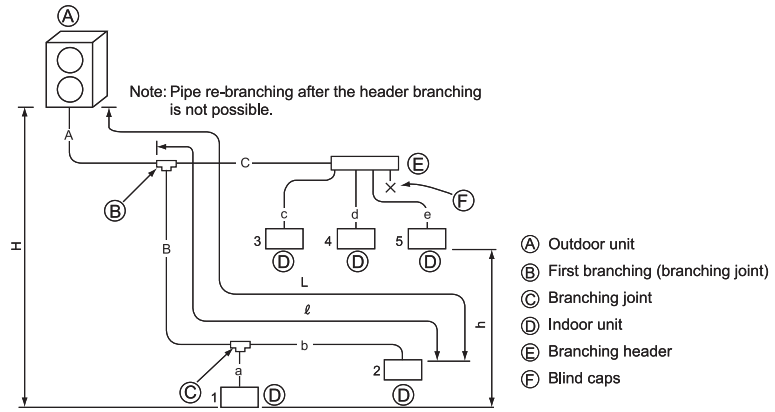 A
Note: Pipe re-branching after the header branching
is not possible.
A
C
E
F
B
c
d
e
3
4
5
D
D
D
H
B
L
ℓ
h
b
a
C
1
D
2
D
A Outdoor unit
B First branching (branching joint)
C Branching joint
D Indoor unit
E Branching header
F Blind caps